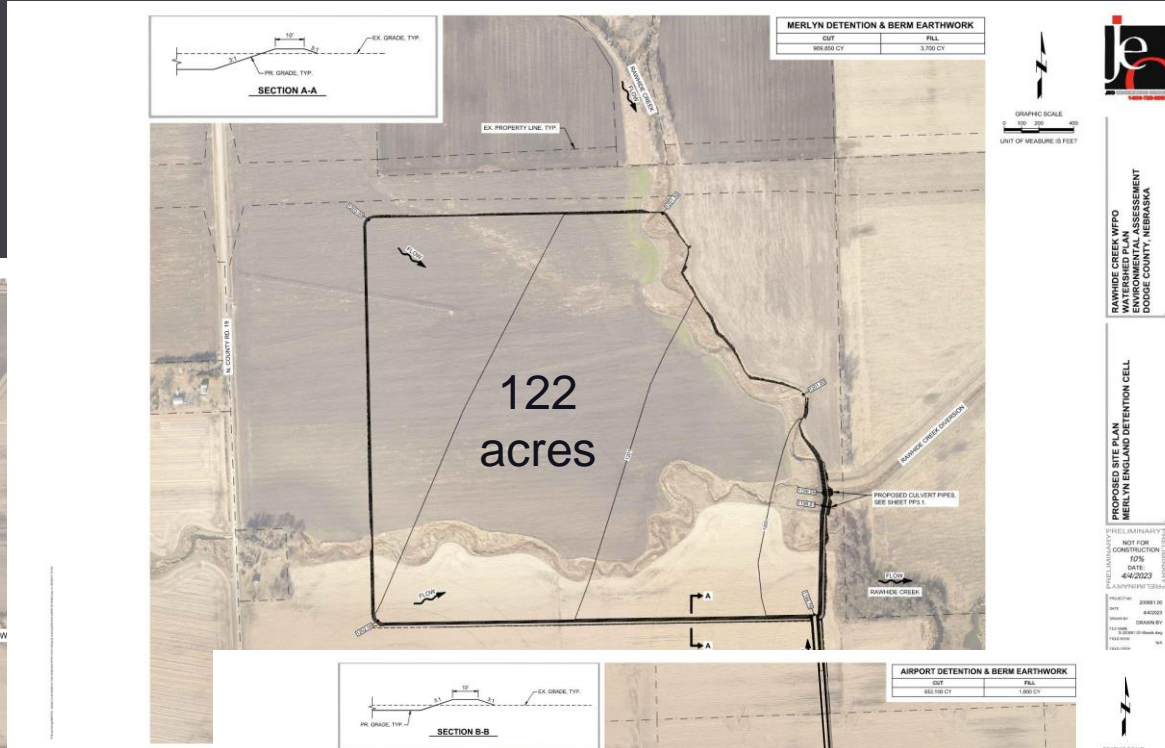 10'
EX. GRADE, TYP.
3:1
3:1
PR. GRADE, TYP.
SECTION A-A
MERLYN DETENTION & BERM EARTHWORK
CUT FILL
909,850 CY 3,700 CY
GRAPHIC SCALE
0 100 200 400
UNIT OF MEASURE IS FEET
RAWHIDE CREEK
FLOW
EX. PROPERTY LINE, TYP.
FLOW
N. COUNTY RD. 19
122
acres
RAWHIDE CREEK DIVERSION
PROPOSED CULVERT PIPES,
SEE SHEET PP3.1.
FLOW
RAWHIDE CREEK
FLOW
A
A
je
RAWHIDE CREEK WFPO
WATERSHED PLAN
ENVIRONMENTAL ASSESSEMENT
DODGE COUNTY, NEBRASKA
PROPOSED SITE PLAN
MERLYN ENGLAND DETENTION CELL
PRELIMINARY
NOT FOR
CONSTRUCTION
10%
DATE:
4/4/2023
DRAWN BY
10'
3:1
3:1
EX. GRADE, TYP.
PR. GRADE, TYP.
SECTION B-B
AIRPORT DETENTION & BERM EARTHWORK
CUT FILL
CY 1,600 CY